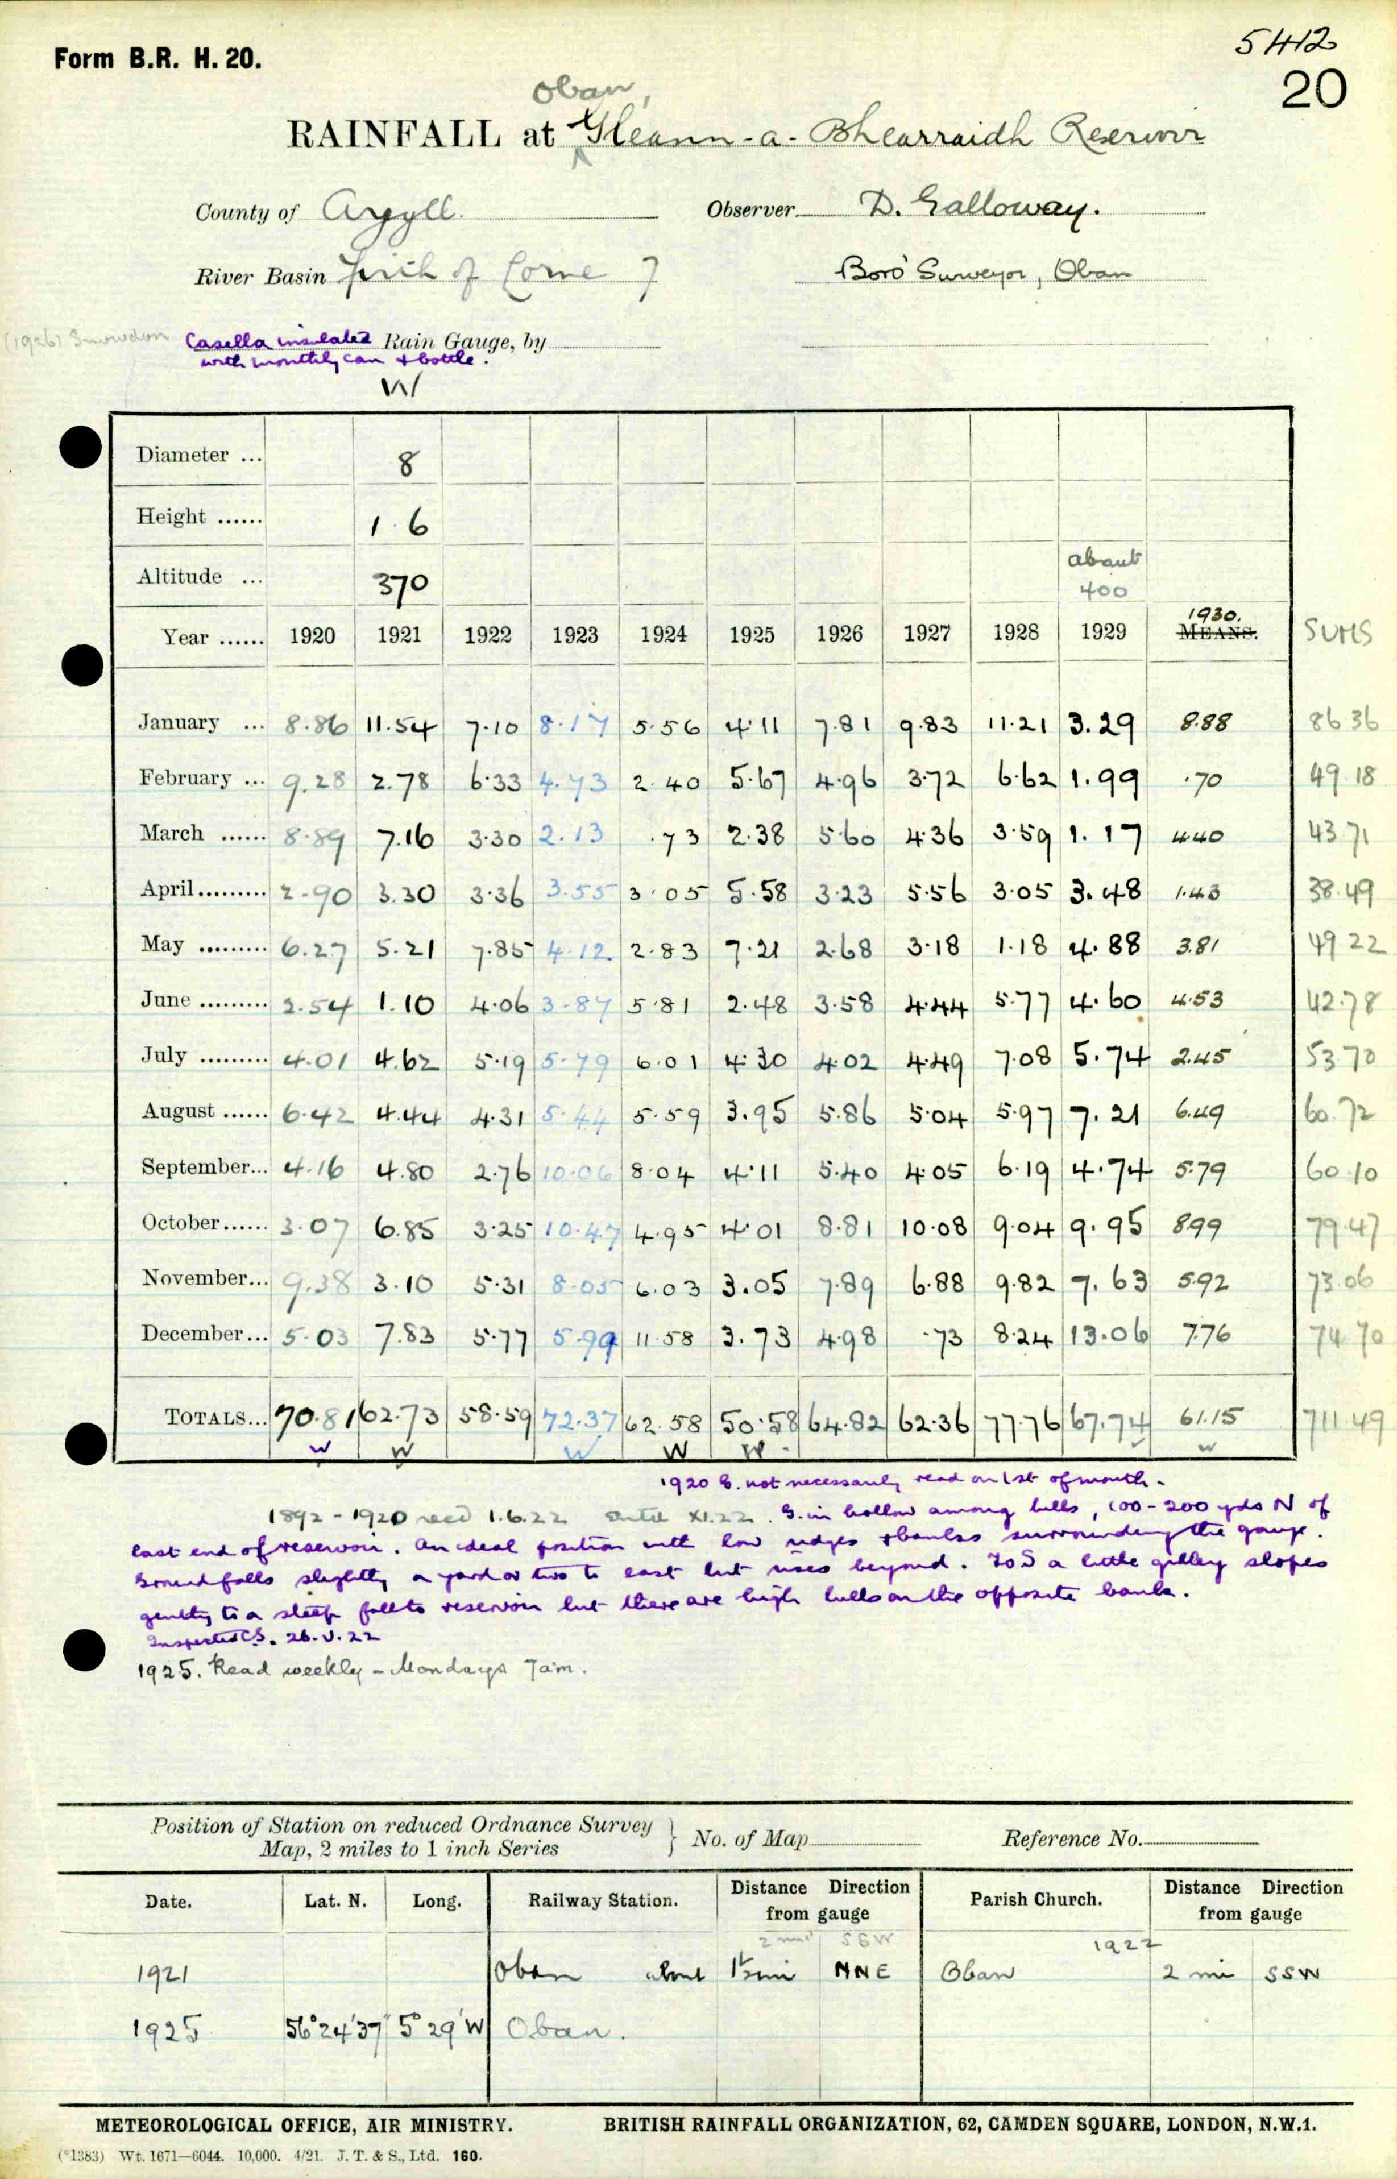 5412
Form B.R. H. 20.
20
Oban,
RAINFALL at Gleann-a-Bhearraidh Reservoir
County of Argyll. Observer D. Galloway.
River Basin Firth of Lorne 7 Boro' Surveyor, Oban
(1926) Snowdon Casella insulated Rain Gauge, by
with monthly can & bottle.
W
Diameter ... 8
Height ...... 1 6
Altitude ... 370 about 400
Year ...... 1920 1921 1922 1923 1924 1925 1926 1927 1928 1929 1930. MEANS. SUMS
January ... 8.86 11.54 7.10 8.17 5.56 4.11 7.81 9.83 11.21 3.29 8.88 86 36
February ... 9.28 2.78 6.33 4.73 2.40 5.67 4.96 3.72 6.62 1.99 .70 49.18
March ...... 8.89 7.16 3.30 2.13 .73 2.38 5.60 4.36 3.59 1.17 4.40 43 71
April ......... 2.90 3.30 3.36 3.55 3.05 5.58 3.23 5.56 3.05 3.48 1.43 38.49
May ......... 6.27 5.21 7.85 4.12 2.83 7.21 2.68 3.18 1.18 4.88 3.81 49 22
June ......... 2.54 1.10 4.06 3.87 5.81 2.48 3.58 4.44 5.77 4.60 4.53 42.78
July ......... 4.01 4.62 5.19 5.79 6.01 4.30 4.02 4.49 7.08 5.74 2.45 53 70
August ...... 6.42 4.44 4.31 5.44 5.59 3.95 5.86 5.04 5.97 7.21 6.49 60.72
September... 4.16 4.80 2.76 10.06 8.04 4.11 5.40 4.05 6.19 4.74 5.79 60.10
October...... 3.07 6.85 3.25 10.47 4.95 4.01 8.81 10.08 9.04 9.95 8.99 79.47
November... 9.38 3.10 5.31 8.05 6.03 3.05 7.89 6.88 9.82 7.63 5.92 73.06
December... 5.03 7.83 5.77 5.99 11.58 3.73 4.98 .73 8.24 13.06 7.76 74 70
TOTALS... 70.81 62.73 58.59 72.37 62.58 50.58 64.82 62.36 77.76 67.74 61.15 711.49
W W W W W W
1920 G. not necessarily read on 1st of month.
1892 - 1920 recd 1.6.22 XI.22. G. in hollow among hills, 100-200 yds N of
east end of reservoir. An ideal position with low ridges & banks surrounding the gauge.
Ground falls slightly a yard or two to east but rises beyond. To S a little gulley slopes
gently to a steep fall to reservoir but there are high hills on the opposite bank.
Inspected C.S. 26.V.22
1925. Read weekly - Mondays 7am.
Position of Station on reduced Ordnance Survey
Map, 2 miles to 1 inch Series } No. of Map Reference No.
Date. Lat. N. Long. Railway Station. Distance Direction from gauge Parish Church. Distance Direction from gauge
2 mi SSW 1922
1921 Oban about 1½ mi NNE Oban 2 mi SSW
1925 56°24'37" 5°29'W Oban.
METEOROLOGICAL OFFICE, AIR MINISTRY. BRITISH RAINFALL ORGANIZATION, 62, CAMDEN SQUARE, LONDON, N.W.1.
(*1383) Wt. 1671—6044. 10,000. 4/21. J. T. & S., Ltd. 160.